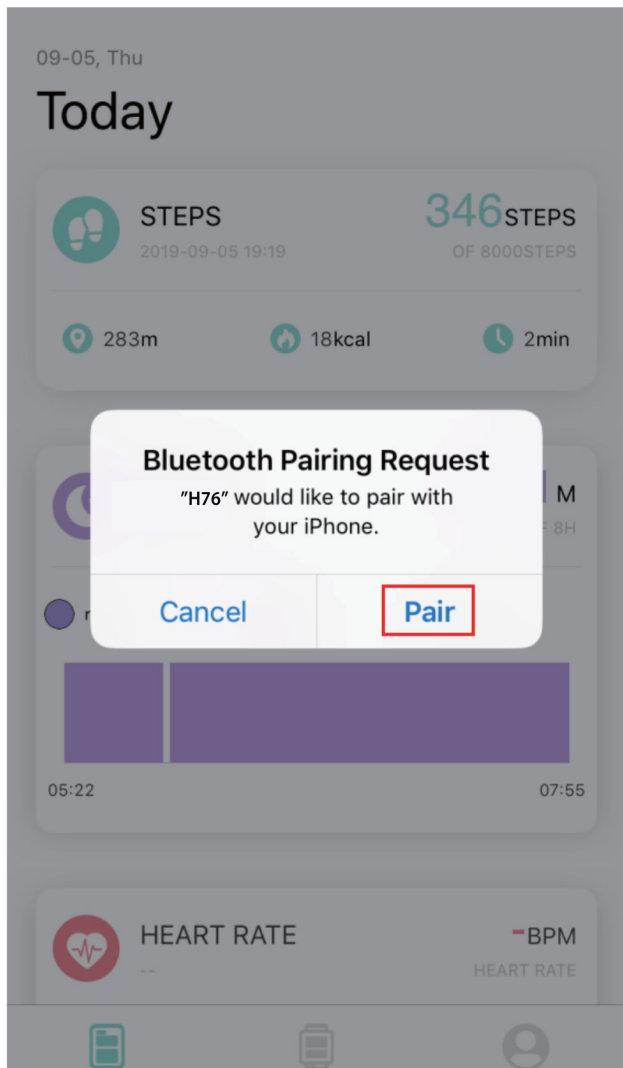 09-05, Thu
Today
STEPS
346STEPS
2019-09-05 19:19
OF 8000STEPS
283m
18kcal
2min
Bluetooth Pairing Request
"H76" would like to pair with
your iPhone.
M
8H
Cancel
Pair
05:22
07:55
HEART RATE
-BPM
--
HEART RATE